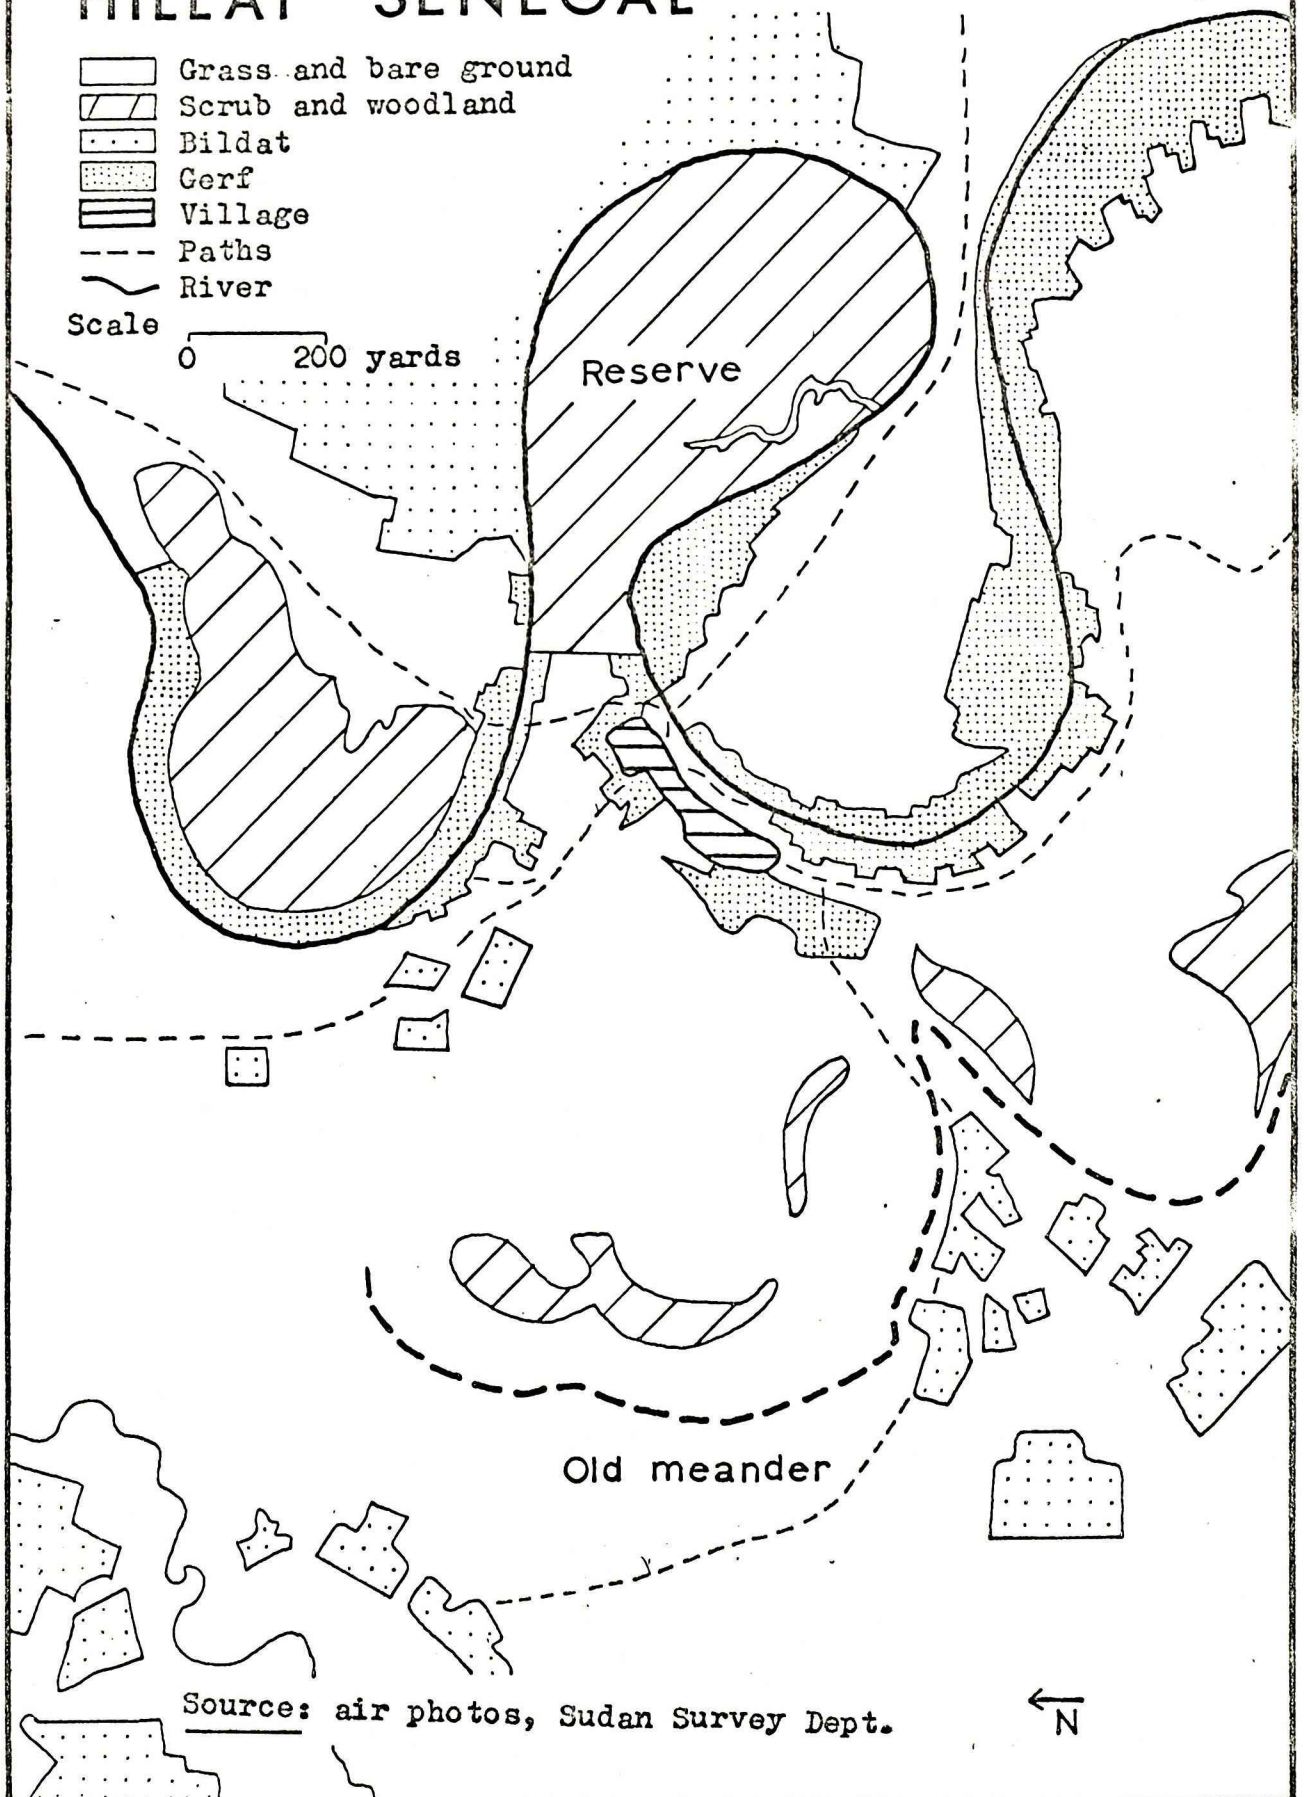 HILLAT SENEGAL
Grass and bare ground
Scrub and woodland
Bildat
Gerf
Village
Paths
River
Scale
0 200 yards
Reserve
Old meander
Source: air photos, Sudan Survey Dept.
N